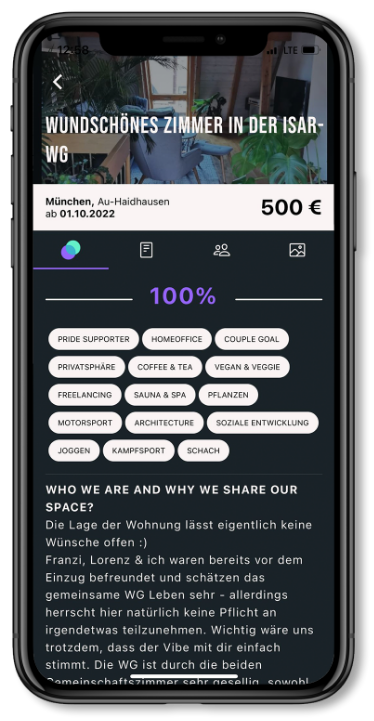 12:58
LTE
WUNDSCHÖNES ZIMMER IN DER ISAR-
WG
München, Au-Haidhausen
ab 01.10.2022
500 €
100%
PRIDE SUPPORTER HOMEOFFICE COUPLE GOAL
PRIVATSPHÄRE COFFEE & TEA VEGAN & VEGGIE
FREELANCING SAUNA & SPA PFLANZEN
MOTORSPORT ARCHITECTURE SOZIALE ENTWICKLUNG
JOGGEN KAMPFSPORT SCHACH
WHO WE ARE AND WHY WE SHARE OUR
SPACE?
Die Lage der Wohnung lässt eigentlich keine
Wünsche offen :)
Franzi, Lorenz & ich waren bereits vor dem
Einzug befreundet und schätzen das
gemeinsame WG Leben sehr - allerdings
herrscht hier natürlich keine Pflicht an
irgendetwas teilzunehmen. Wichtig wäre uns
trotzdem, dass der Vibe mit dir einfach
stimmt. Die WG ist durch die beiden
Gemeinschaftszimmer sehr gesellig, sowohl